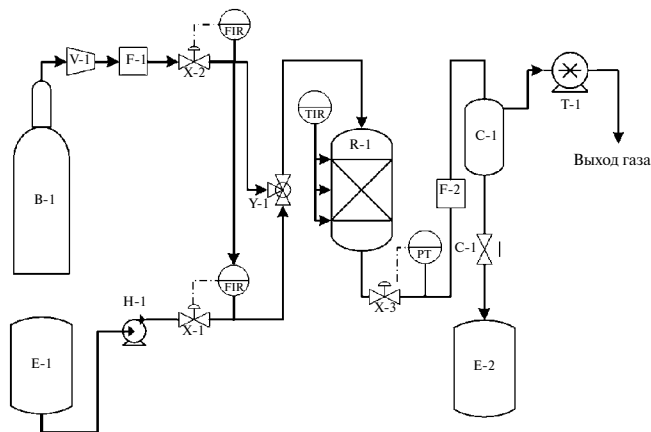 FIR
V-1
F-1
X-2
TIR
R-1
C-1
T-1
Выход газа
B-1
Y-1
F-2
C-1
FIR
PT
H-1
X-1
X-3
E-1
E-2